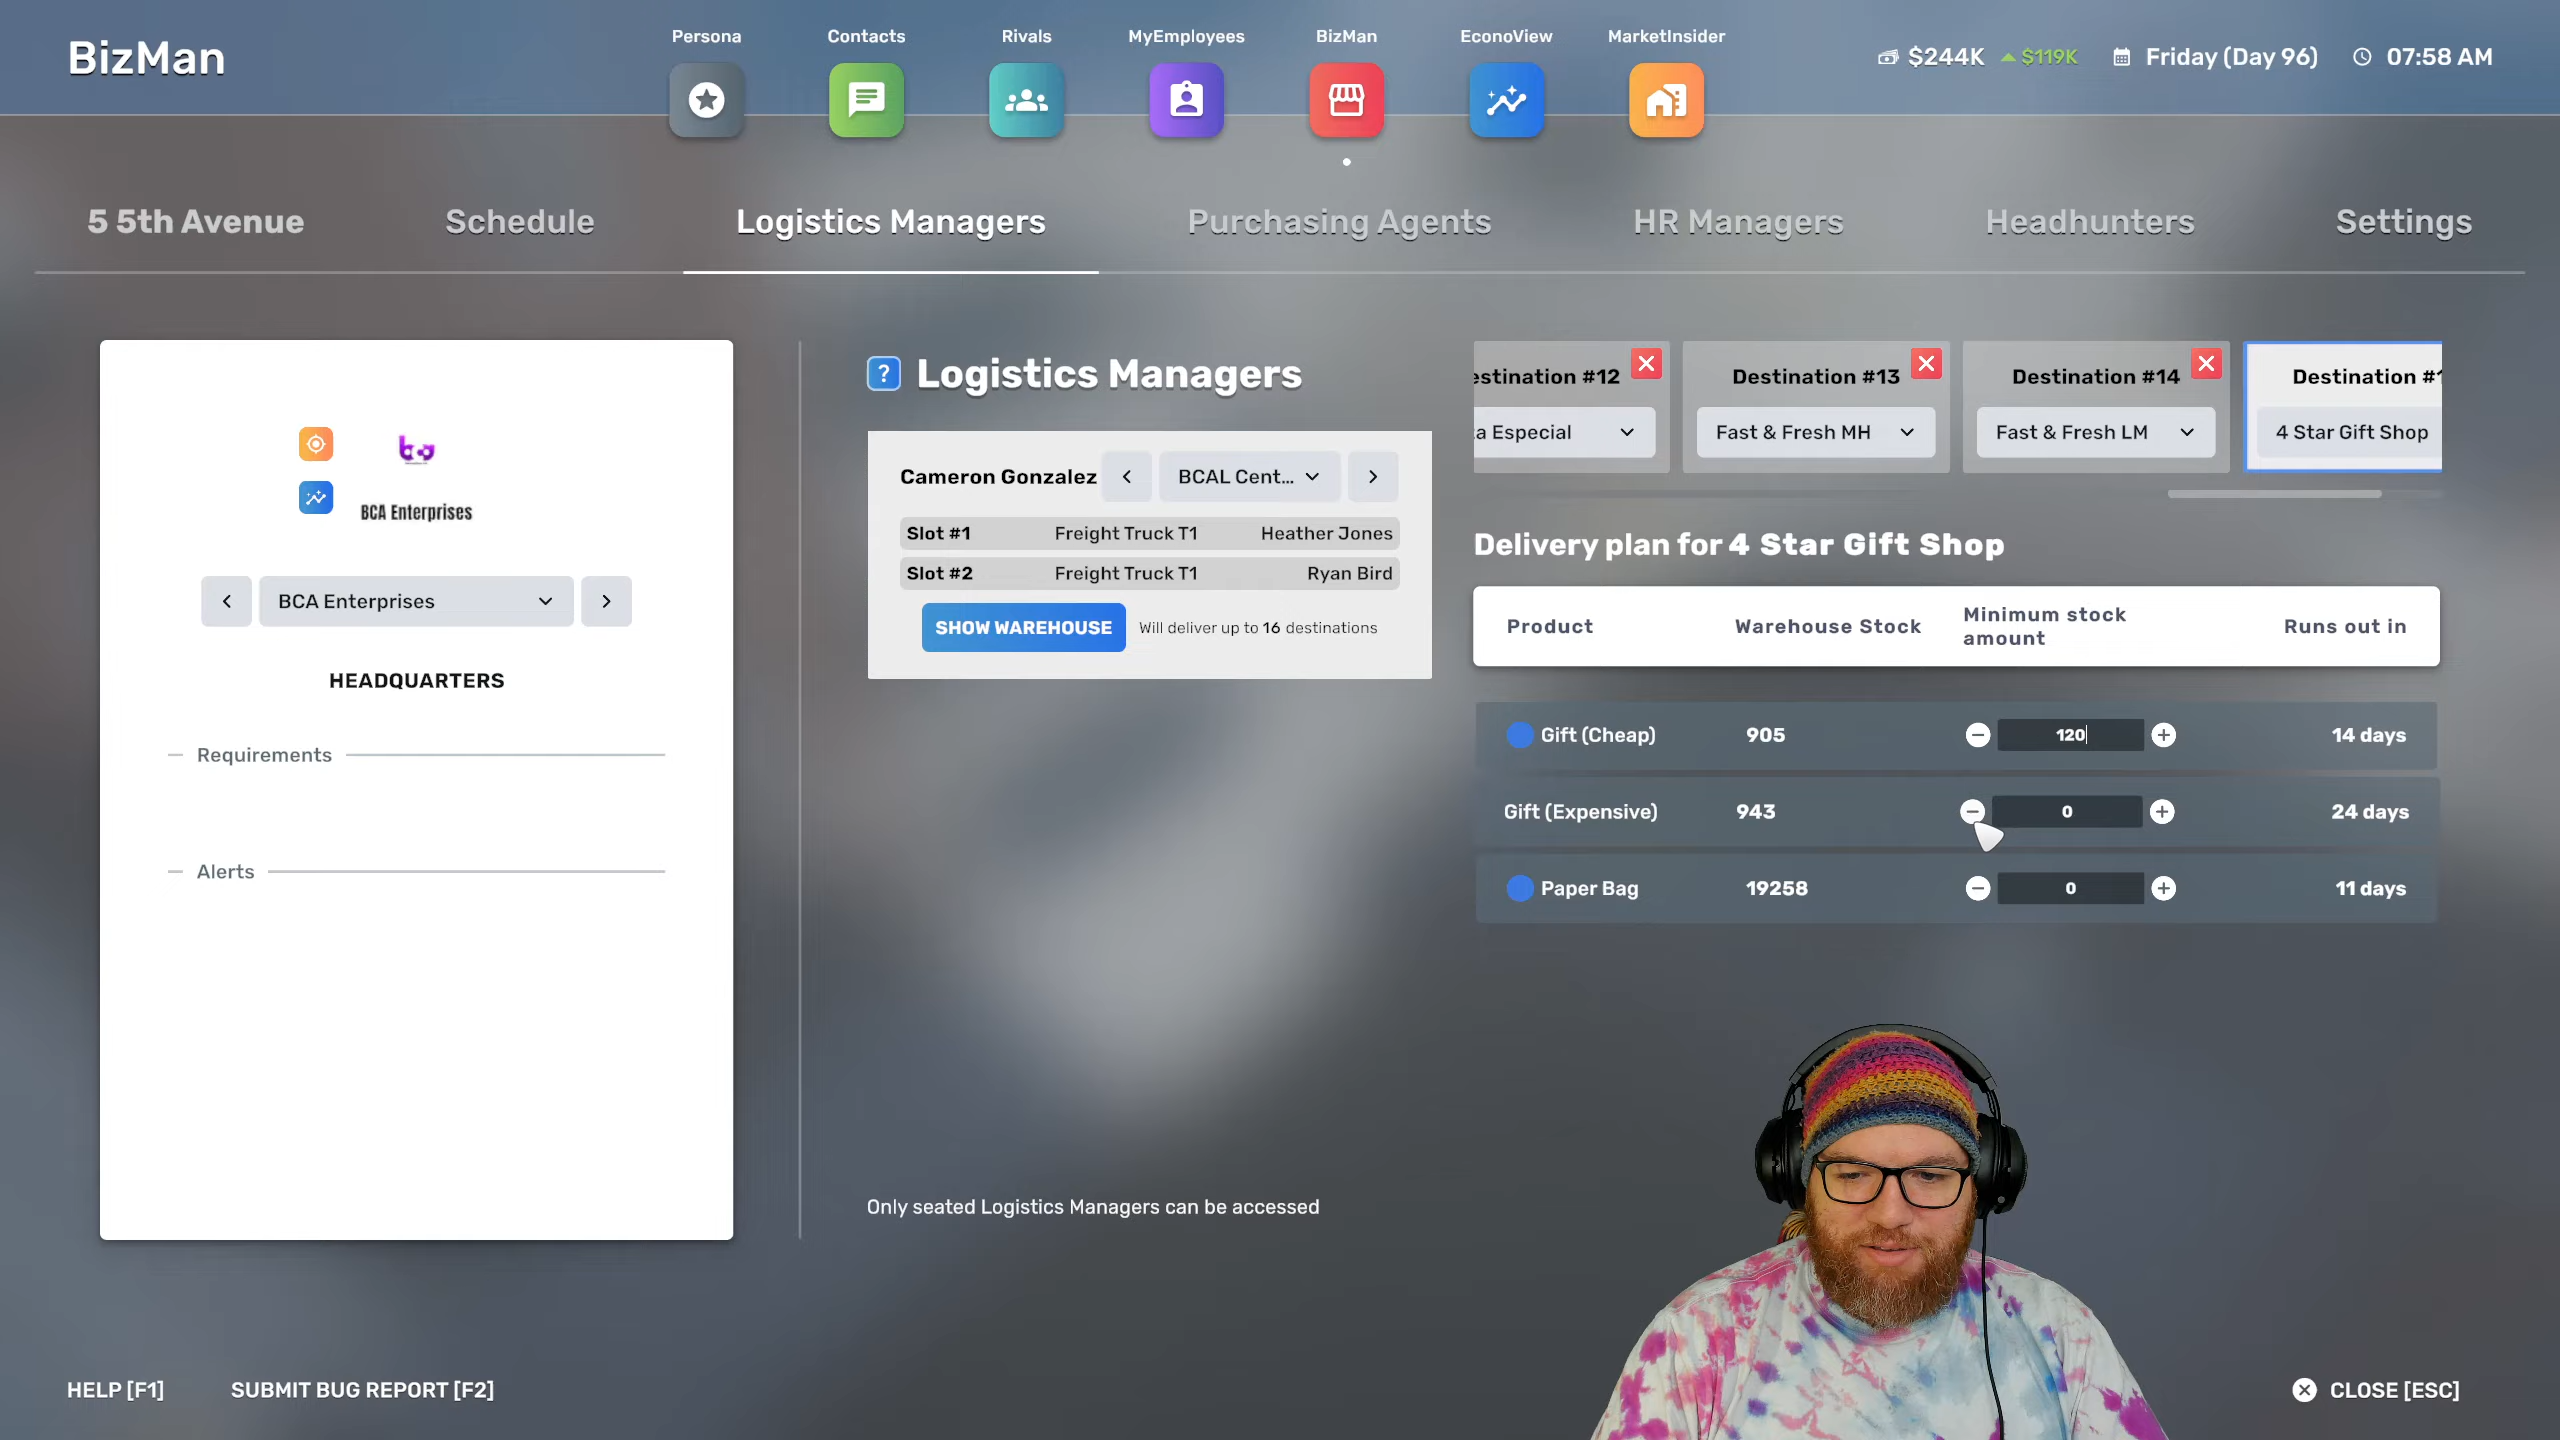 BizMan
Persona
Contacts
Rivals
MyEmployees
BizMan
EconoView
MarketInsider
$244K
$119K
Friday (Day 96)
07:58 AM
5 5th Avenue
Schedule
Logistics Managers
Purchasing Agents
HR Managers
Headhunters
Settings
BCA Enterprises
BCA Enterprises
HEADQUARTERS
Requirements
Alerts
? Logistics Managers
Cameron Gonzalez
BCAL Cent...
Slot #1 Freight Truck T1 Heather Jones
Slot #2 Freight Truck T1 Ryan Bird
SHOW WAREHOUSE
Will deliver up to 16 destinations
Only seated Logistics Managers can be accessed
estination #12
a Especial
Destination #13
Fast & Fresh MH
Destination #14
Fast & Fresh LM
Destination #1
4 Star Gift Shop
Delivery plan for 4 Star Gift Shop
Product
Warehouse Stock
Minimum stock
amount
Runs out in
Gift (Cheap) 905 120 14 days
Gift (Expensive) 943 0 24 days
Paper Bag 19258 0 11 days
HELP [F1]
SUBMIT BUG REPORT [F2]
CLOSE [ESC]